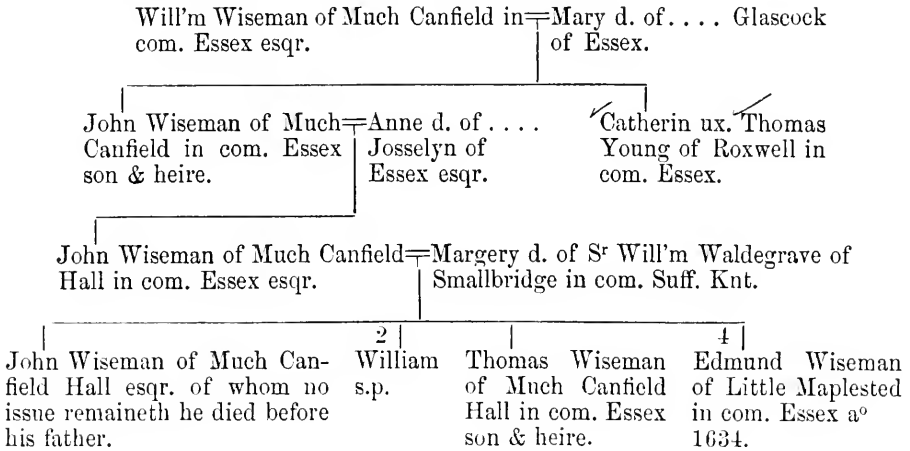 Will'm Wiseman of Much Canfield in
com. Essex esqr.
Mary d. of . . . . Glascock
of Essex.
John Wiseman of Much
Canfield in com. Essex
son & heire.
Anne d. of . . . .
Josselyn of
Essex esqr.
Catherin ux. Thomas
Young of Roxwell in
com. Essex.
John Wiseman of Much Canfield
Hall in com. Essex esqr.
Margery d. of Sr Will'm Waldegrave of
Smallbridge in com. Suff. Knt.
John Wiseman of Much Can-
field Hall esqr. of whom no
issue remaineth he died before
his father.
2
William
s.p.
Thomas Wiseman
of Much Canfield
Hall in com. Essex
son & heire.
4
Edmund Wiseman
of Little Maplested
in com. Essex ao
1634.